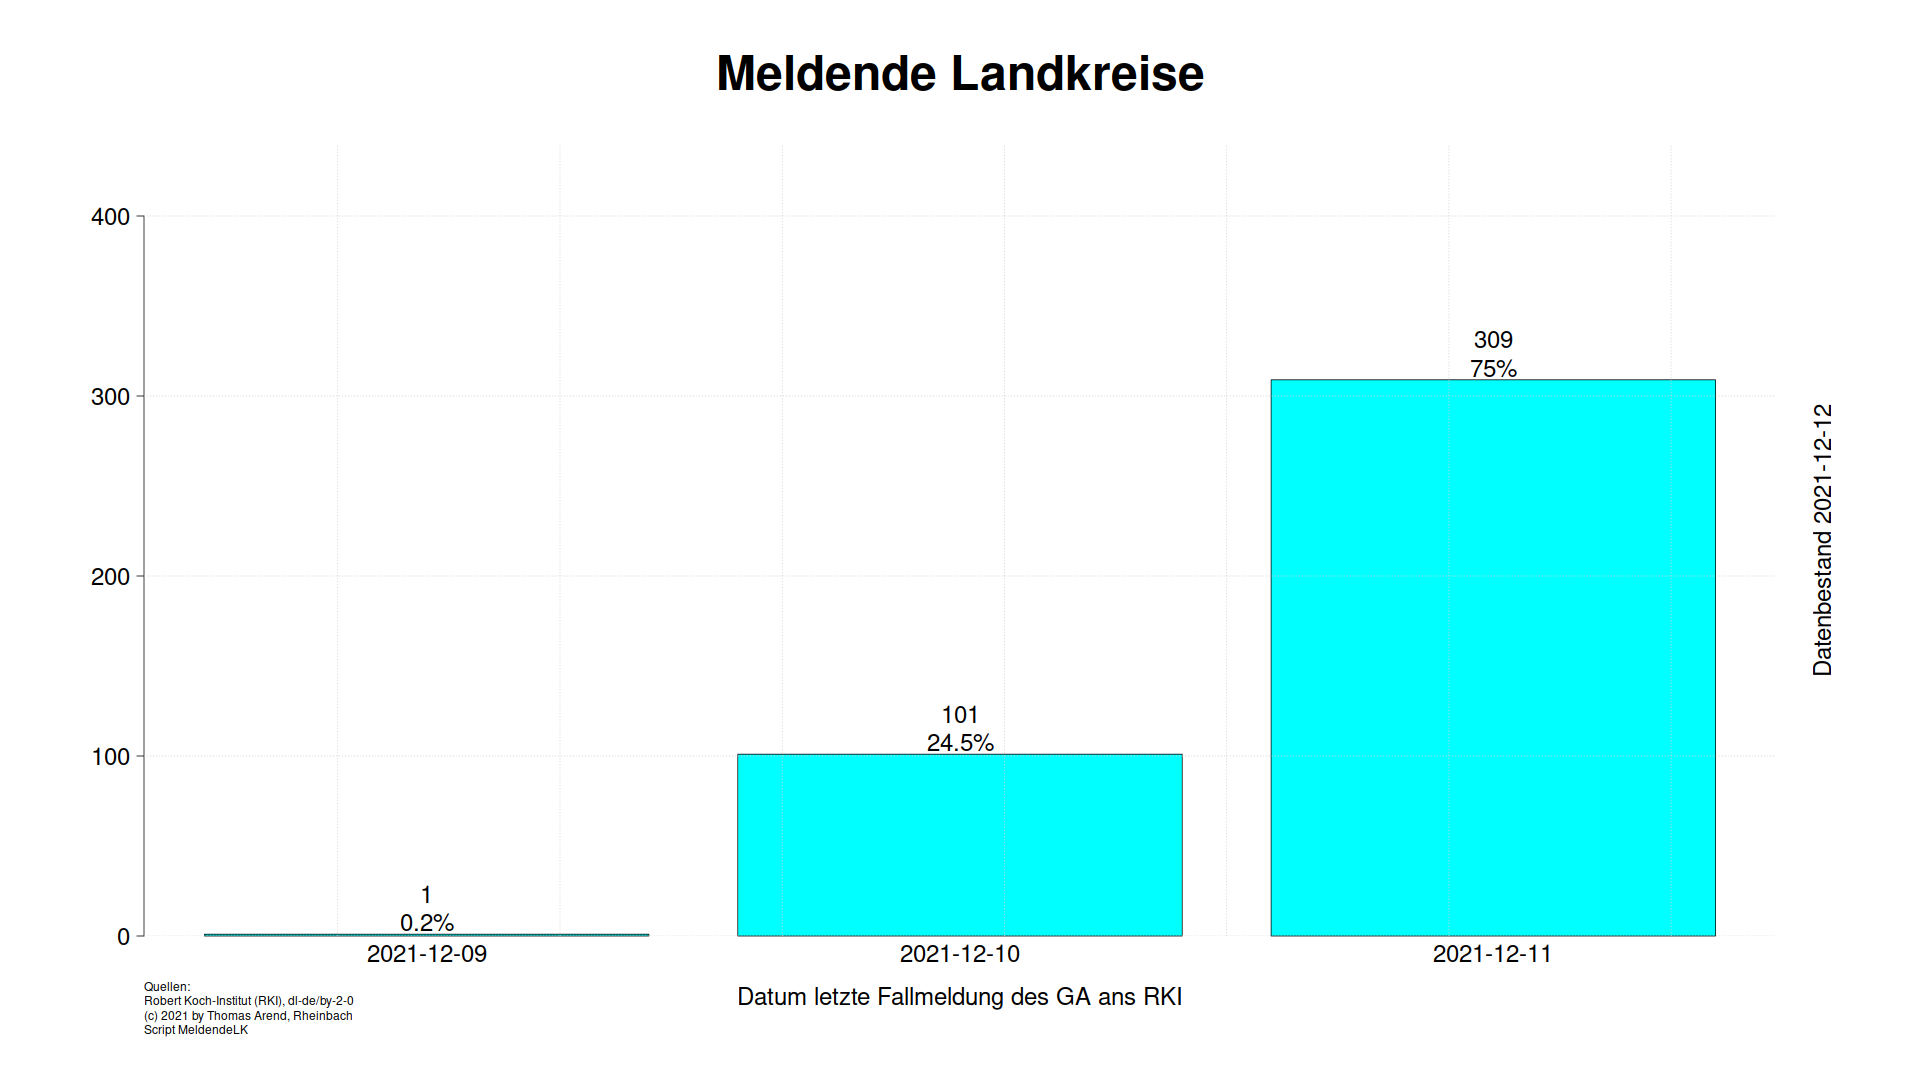 Meldende Landkreise
400
300
200
100
0
1
0.2%
101
24.5%
309
75%
2021-12-09
2021-12-10
2021-12-11
Datum letzte Fallmeldung des GA ans RKI
Datenbestand 2021-12-12
Quellen:
Robert Koch-Institut (RKI), dl-de/by-2-0
(c) 2021 by Thomas Arend, Rheinbach
Script MeldendeLK